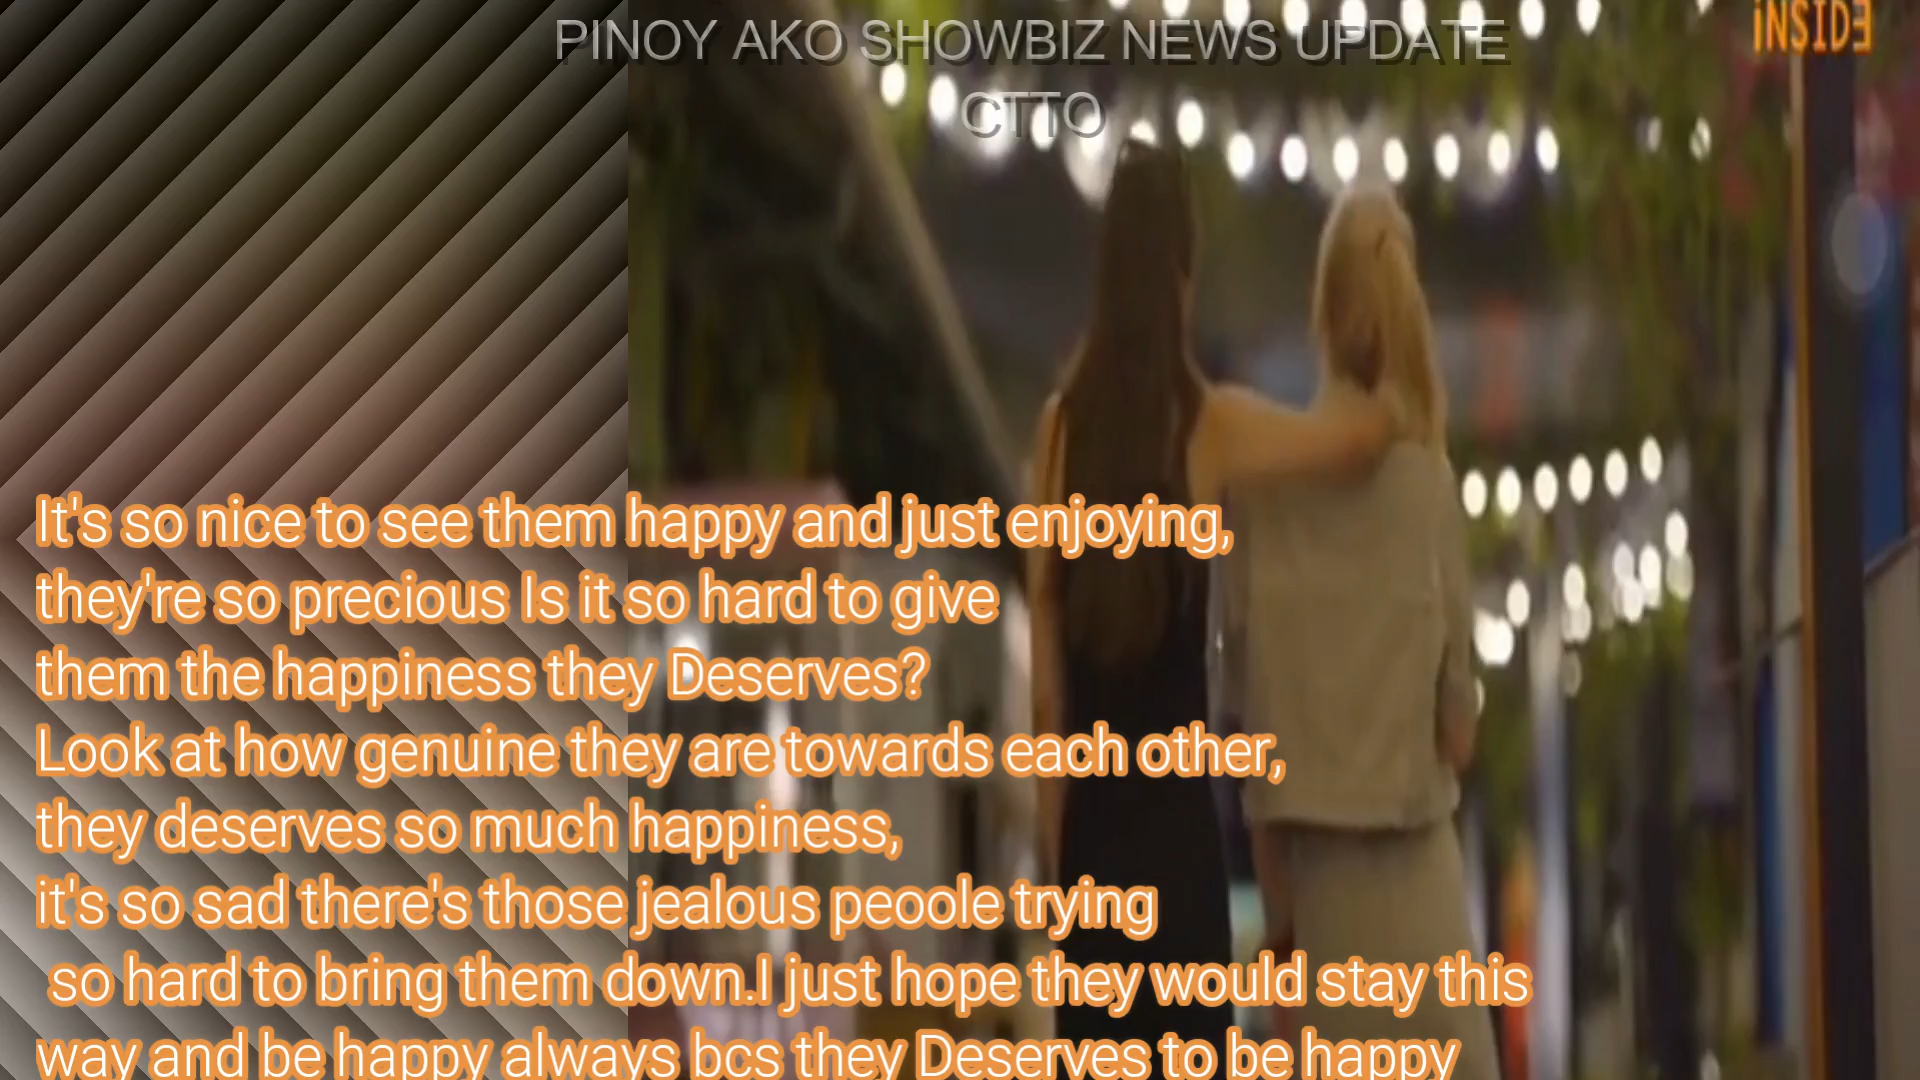 PINOY AKO SHOWBIZ NEWS UPDATE
CTTO
iNSIDE
It's so nice to see them happy and just enjoying,
they're so precious Is it so hard to give
them the happiness they Deserves?
Look at how genuine they are towards each other,
they deserves so much happiness,
it's so sad there's those jealous peoole trying
so hard to bring them down.I just hope they would stay this
way and be happy always bcs they Deserves to be happy